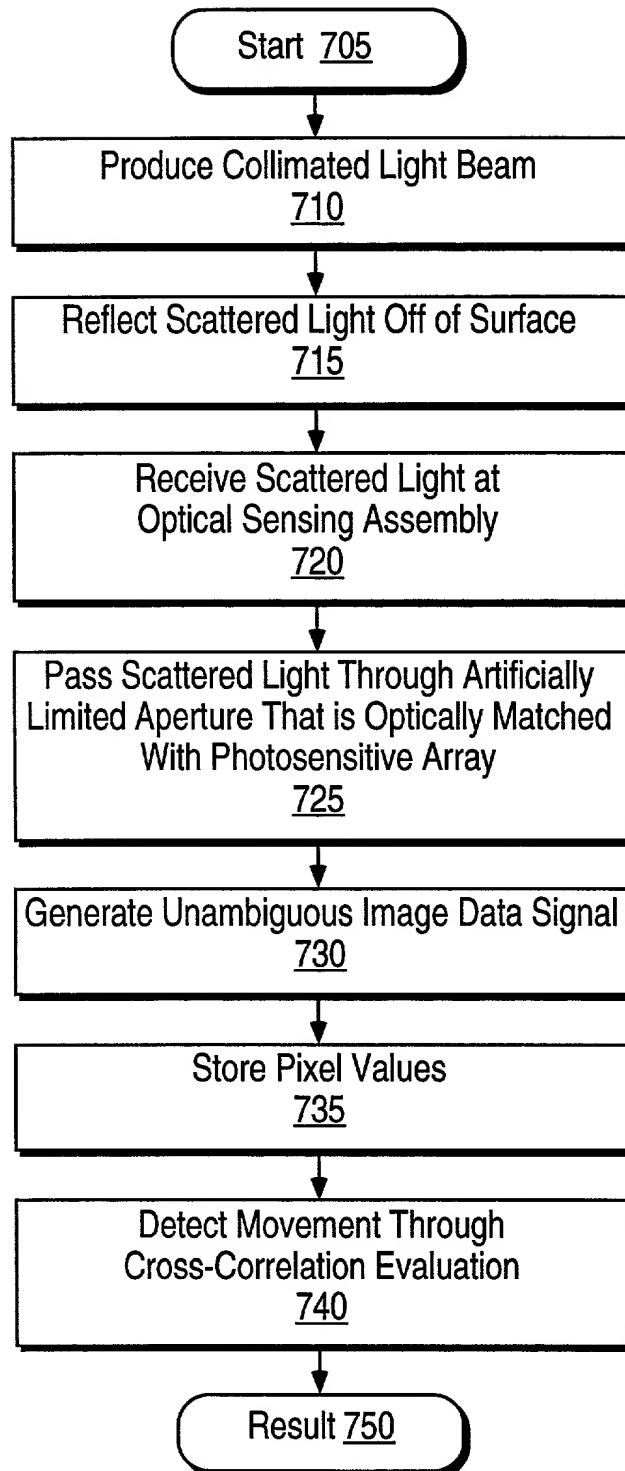 Start 705
Produce Collimated Light Beam
710
Reflect Scattered Light Off of Surface
715
Receive Scattered Light at
Optical Sensing Assembly
720
Pass Scattered Light Through Artificially
Limited Aperture That is Optically Matched
With Photosensitive Array
725
Generate Unambiguous Image Data Signal
730
Store Pixel Values
735
Detect Movement Through
Cross-Correlation Evaluation
740
Result 750